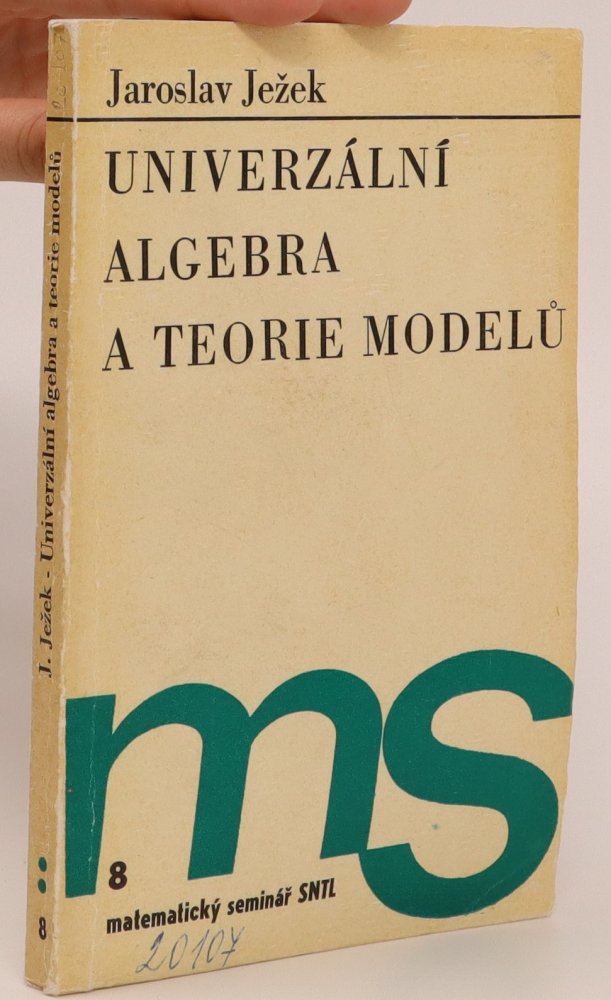 Jaroslav Ježek
UNIVERZÁLNÍ
ALGEBRA
A TEORIE MODELŮ
ms
8
matematický seminář SNTL
20107
J. Ježek - Univerzální algebra a teorie modelů
8